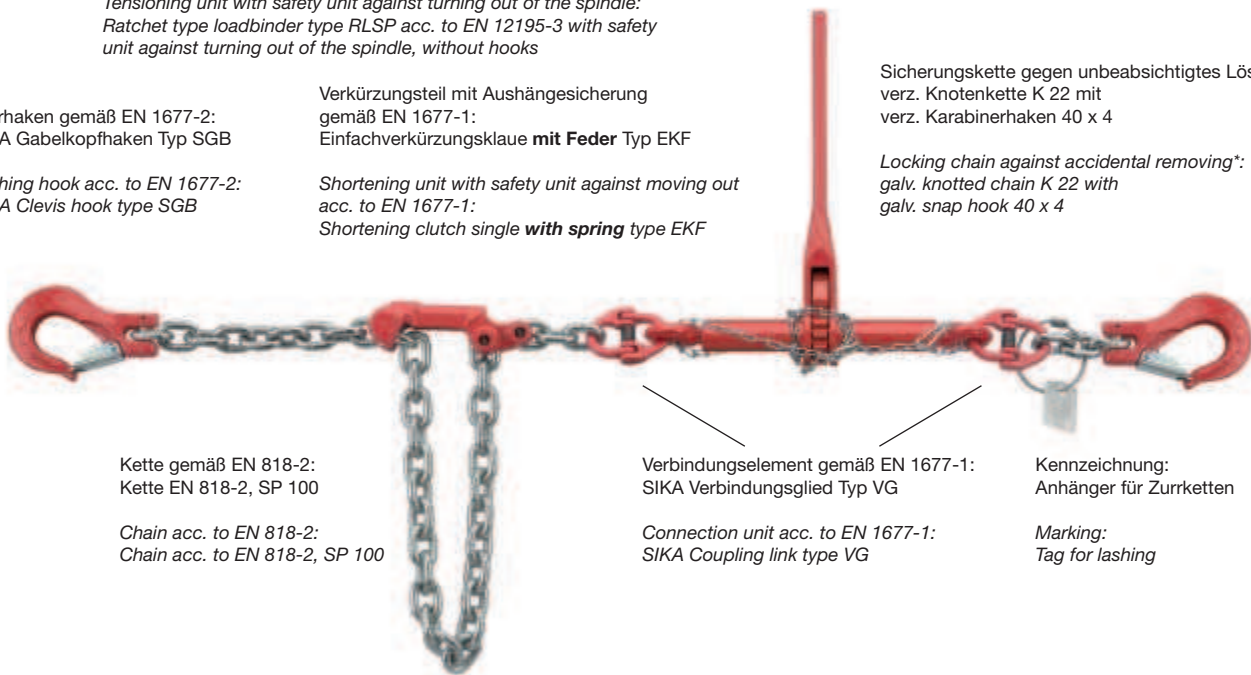 Tensioning unit with safety unit against turning out of the spindle:
Ratchet type loadbinder type RLSP acc. to EN 12195-3 with safety
unit against turning out of the spindle, without hooks
gemäß EN 1677-2:
Gabelkopfhaken Typ SGB
hook acc. to EN 1677-2:
Clevis hook type SGB
Verkürzungsteil mit Aushängesicherung
gemäß EN 1677-1:
Einfachverkürzungsklaue mit Feder Typ EKF
Shortening unit with safety unit against moving out
acc. to EN 1677-1:
Shortening clutch single with spring type EKF
Sicherungskette gegen unbeabsichtigtes
verz. Knotenkette K 22 mit
verz. Karabinerhaken 40 x 4
Locking chain against accidental removing*:
galv. knotted chain K 22 with
galv. snap hook 40 x 4
Kette gemäß EN 818-2:
Kette EN 818-2, SP 100
Chain acc. to EN 818-2:
Chain acc. to EN 818-2, SP 100
Verbindungselement gemäß EN 1677-1:
SIKA Verbindungsglied Typ VG
Connection unit acc. to EN 1677-1:
SIKA Coupling link type VG
Kennzeichnung:
Anhänger für Zurrketten
Marking:
Tag for lashing